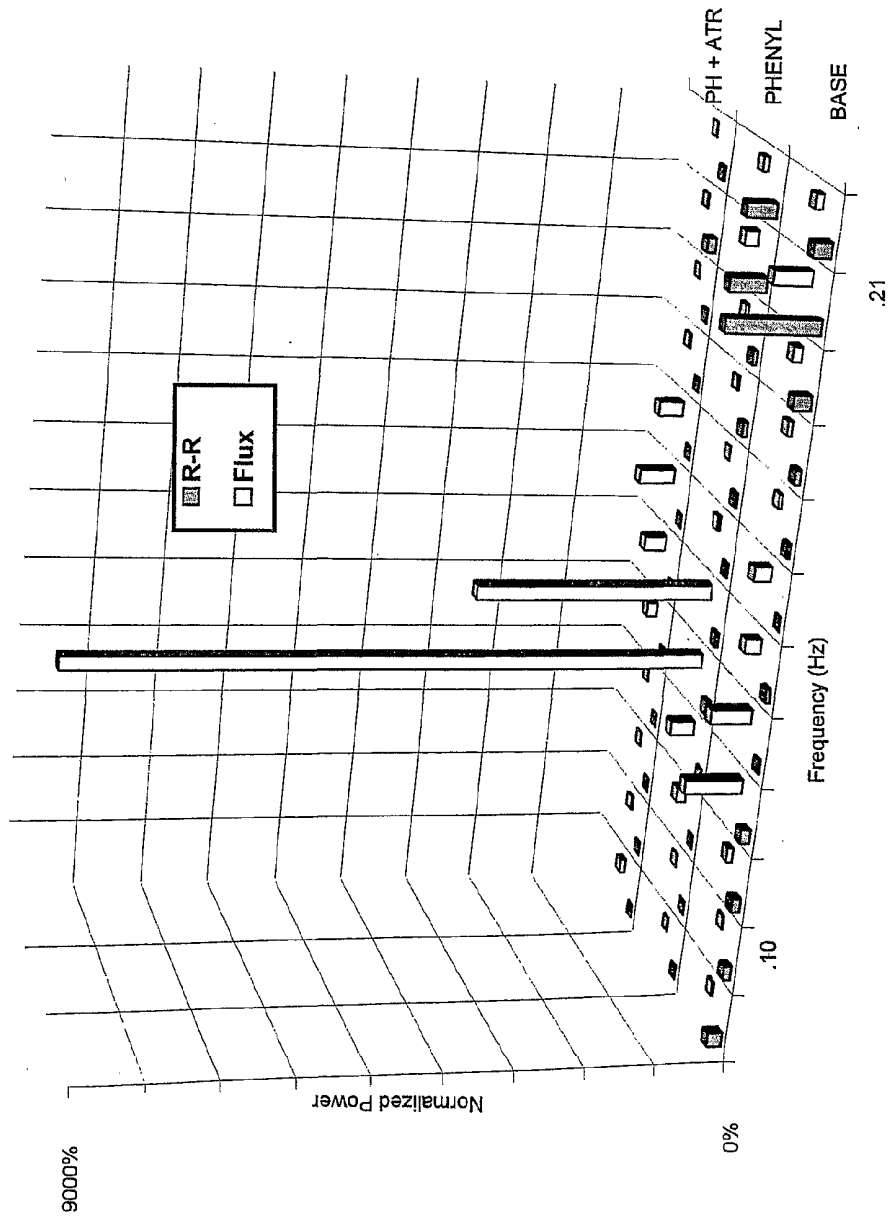 9000%
0%
Normalized Power
R-R
Flux
PH + ATR
PHENYL
BASE
.10
Frequency (Hz)
.21